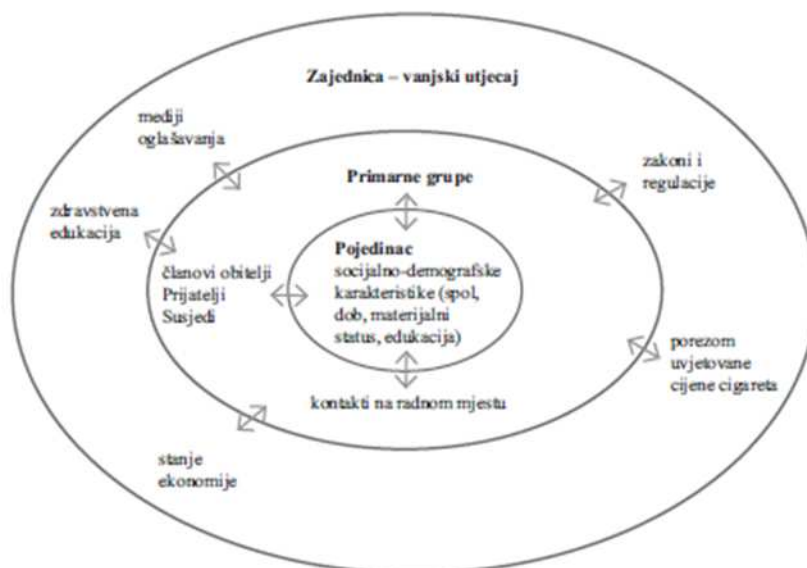 Zajednica – vanjski utjecaj
mediji
oglašavanja
zakoni i
regulacije
Primarne grupe
zdravstvena
edukacija
Pojedinac
socijalno-demografske
karakteristike (spol,
dob, materijalni
status, edukacija)
članovi obitelji
Prijatelji
Susjedi
porezom
uvjetovane
cijene cigareta
kontakti na radnom mjestu
stanje
ekonomije